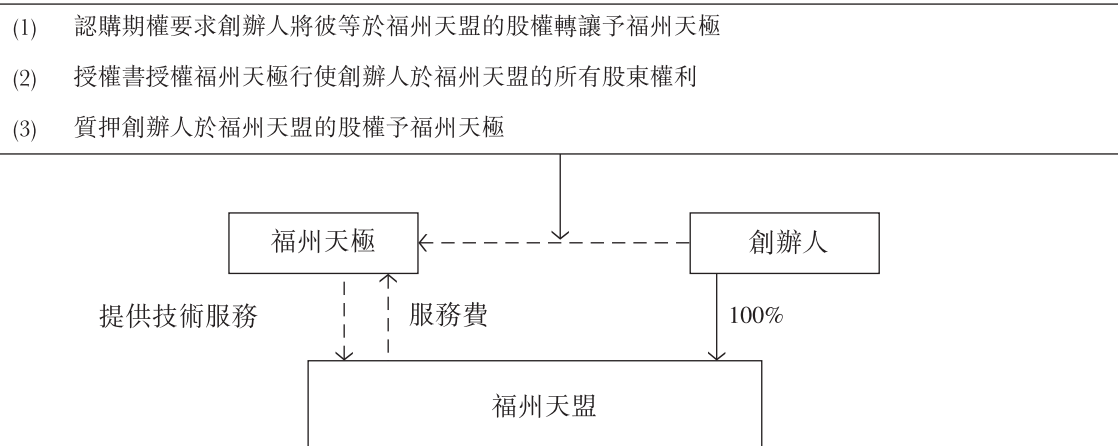 (1) 認購期權要求創辦人將彼等於福州天盟的股權轉讓予福州天極
(2) 授權書授權福州天極行使創辦人於福州天盟的所有股東權利
(3) 質押創辦人於福州天盟的股權予福州天極
福州天極
創辦人
提供技術服務
服務費
100%
福州天盟